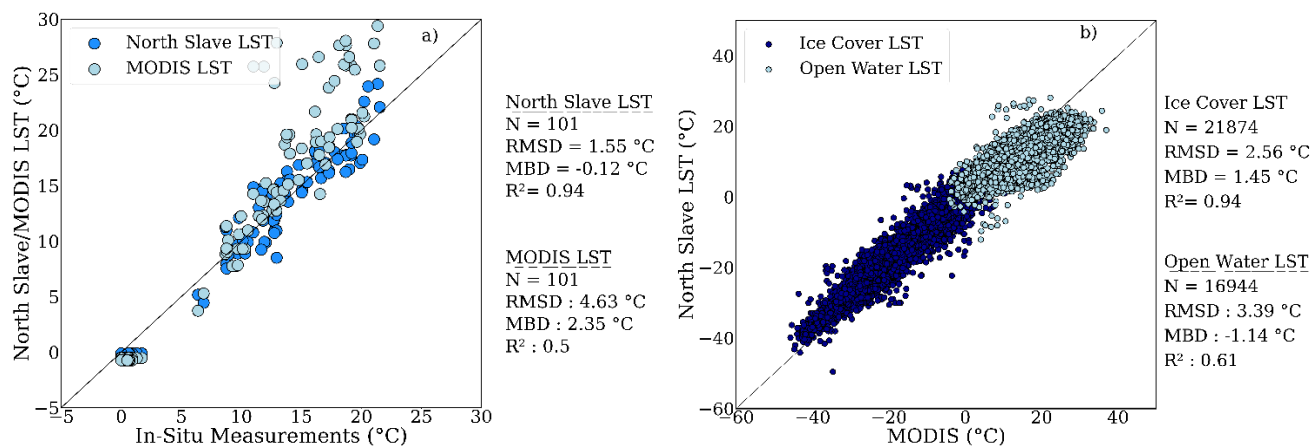 a)
North Slave LST
MODIS LST
North Slave/MODIS LST (°C)
30
25
20
15
10
5
0
−5
−5 0 5 10 15 20 25 30
In-Situ Measurements (°C)
North Slave LST
N = 101
RMSD = 1.55 °C
MBD = -0.12 °C
R²= 0.94
MODIS LST
N = 101
RMSD : 4.63 °C
MBD : 2.35 °C
R² : 0.5
b)
Ice Cover LST
Open Water LST
North Slave LST (°C)
40
20
0
−20
−40
−60
−60 −40 −20 0 20 40
MODIS (°C)
Ice Cover LST
N = 21874
RMSD = 2.56 °C
MBD = 1.45 °C
R²= 0.94
Open Water LST
N = 16944
RMSD : 3.39 °C
MBD : -1.14 °C
R² : 0.61